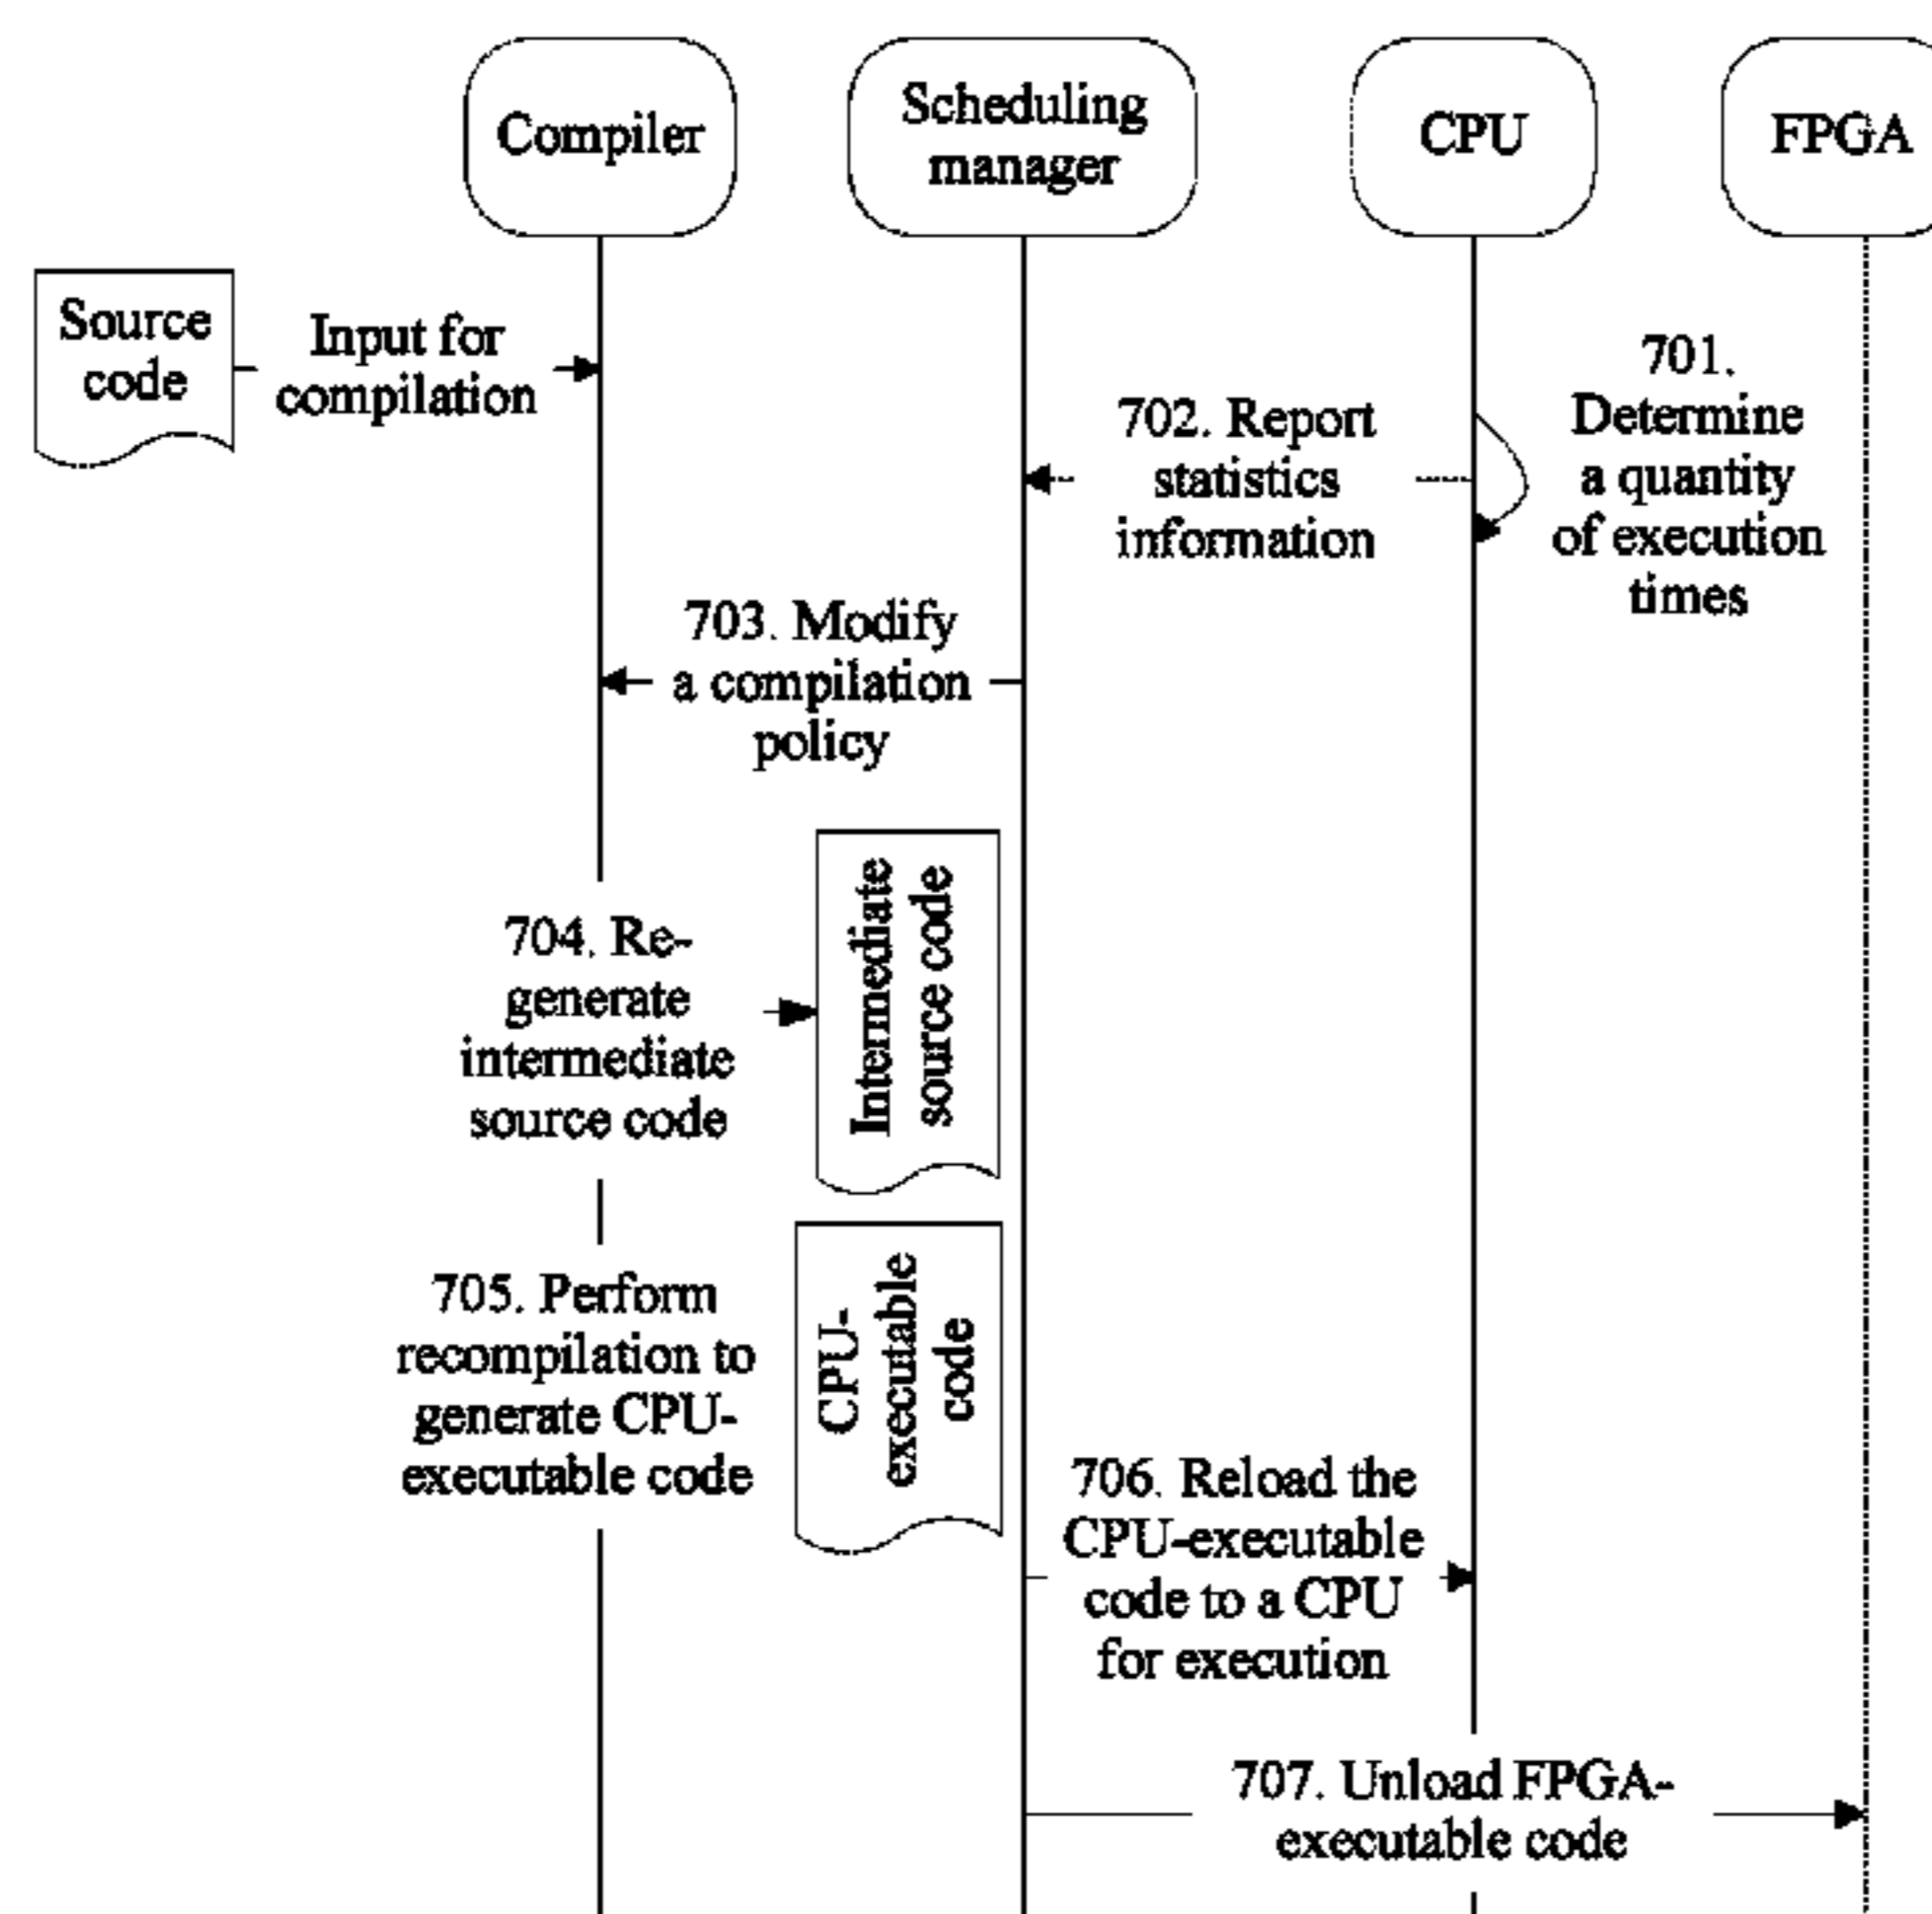 Compiler
Scheduling
manager
CPU
FPGA
Source
code
Input for
compilation
701.
Determine
a quantity
of execution
times
702. Report
statistics
information
703. Modify
a compilation
policy
704. Re-
generate
intermediate
source code
Intermediate
source code
705. Perform
recompilation to
generate CPU-
executable code
CPU-
executable
code
706. Reload the
CPU-executable
code to a CPU
for execution
707. Unload FPGA-
executable code